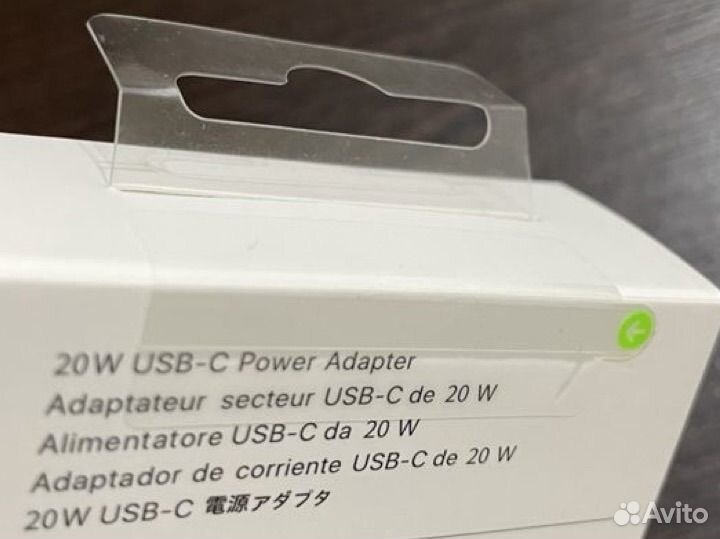 20W USB-C Power Adapter
Adaptateur secteur USB-C de 20 W
Alimentatore USB-C da 20 W
Adaptador de corriente USB-C de 20 W
20W USB-C 電源アダプタ
Avito